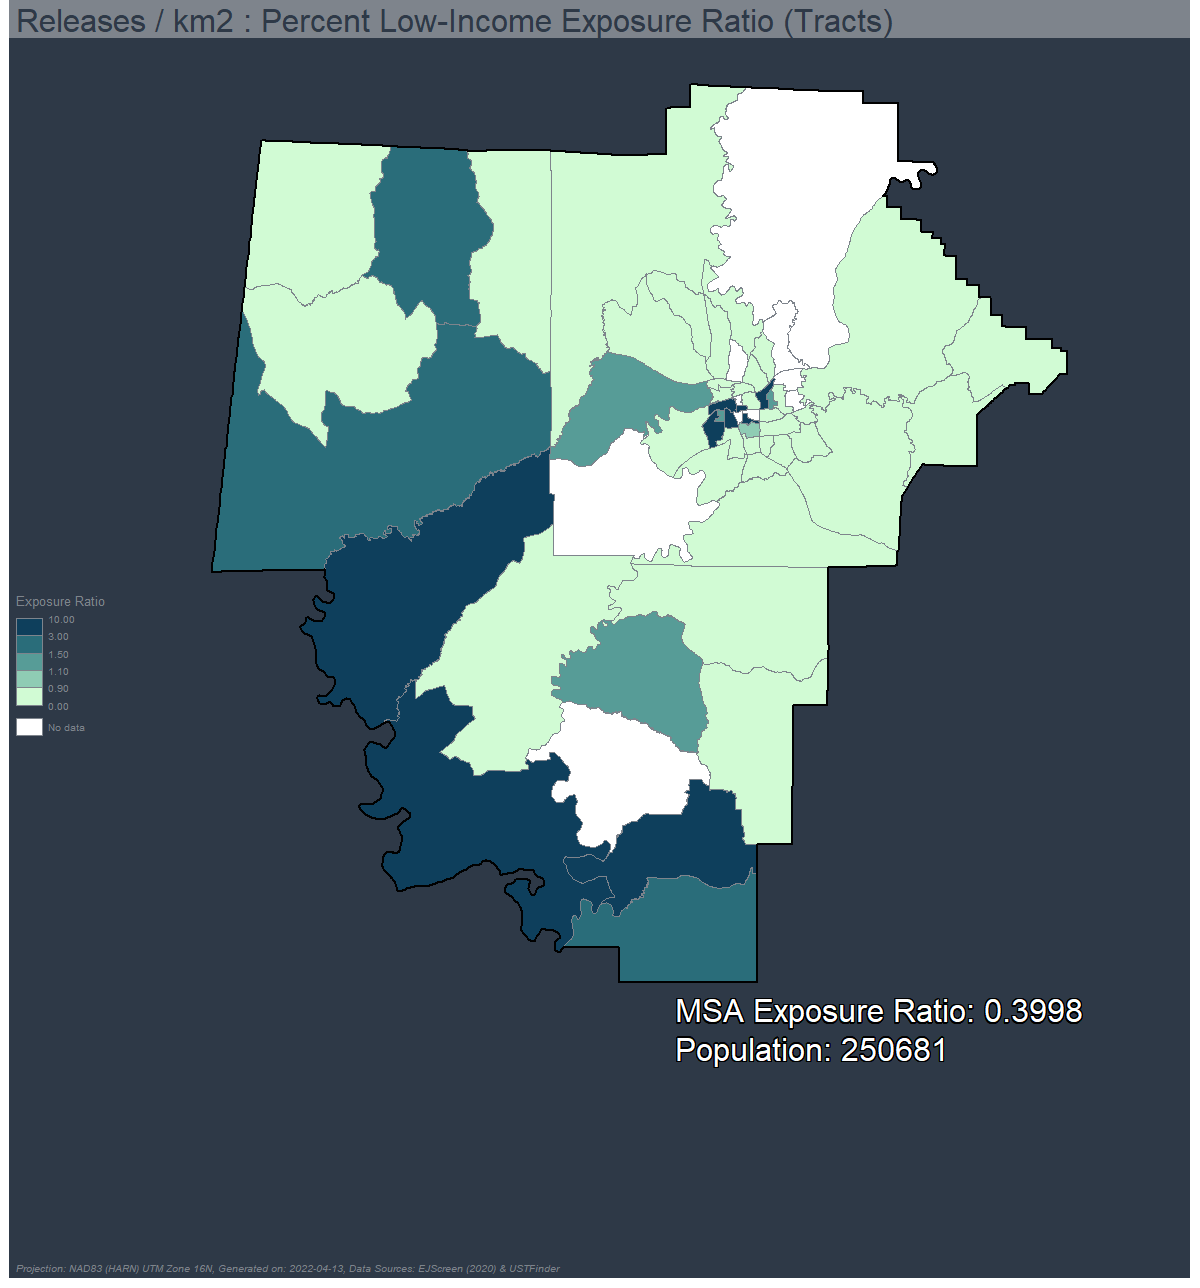 Releases / km2 : Percent Low-Income Exposure Ratio (Tracts)
Exposure Ratio
10.00
3.00
1.50
1.10
0.90
0.00
No data
MSA Exposure Ratio: 0.3998
Population: 250681
Projection: NAD83 (HARN) UTM Zone 16N, Generated on: 2022-04-13, Data Sources: EJScreen (2020) & USTFinder